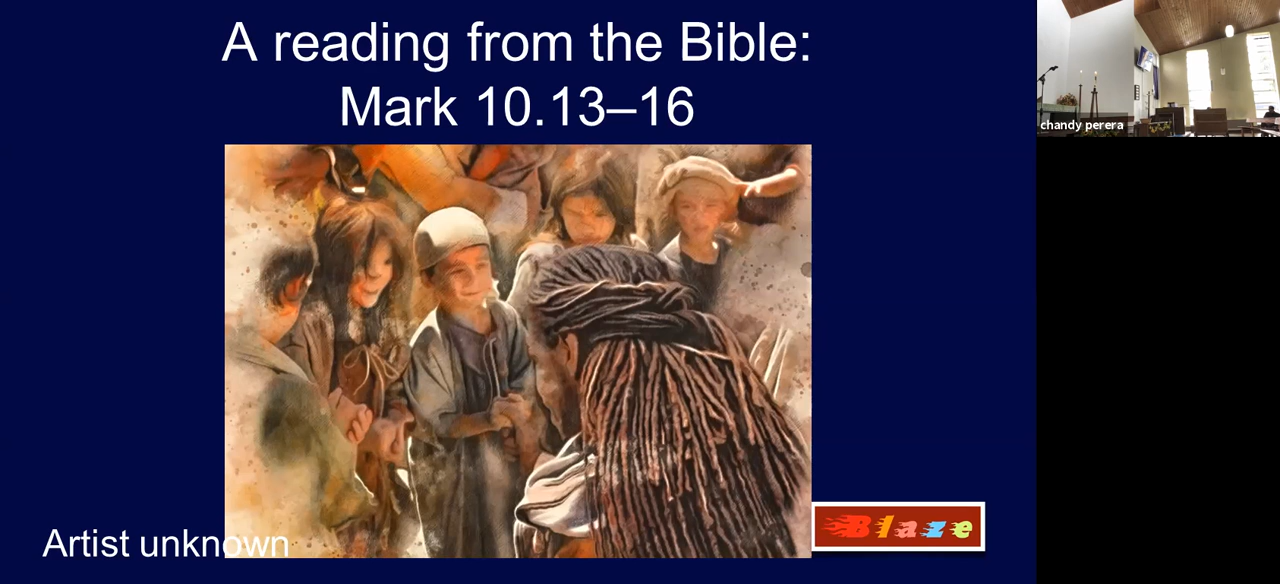 A reading from the Bible:
Mark 10.13–16
Artist unknown
Blaze
chandy perera